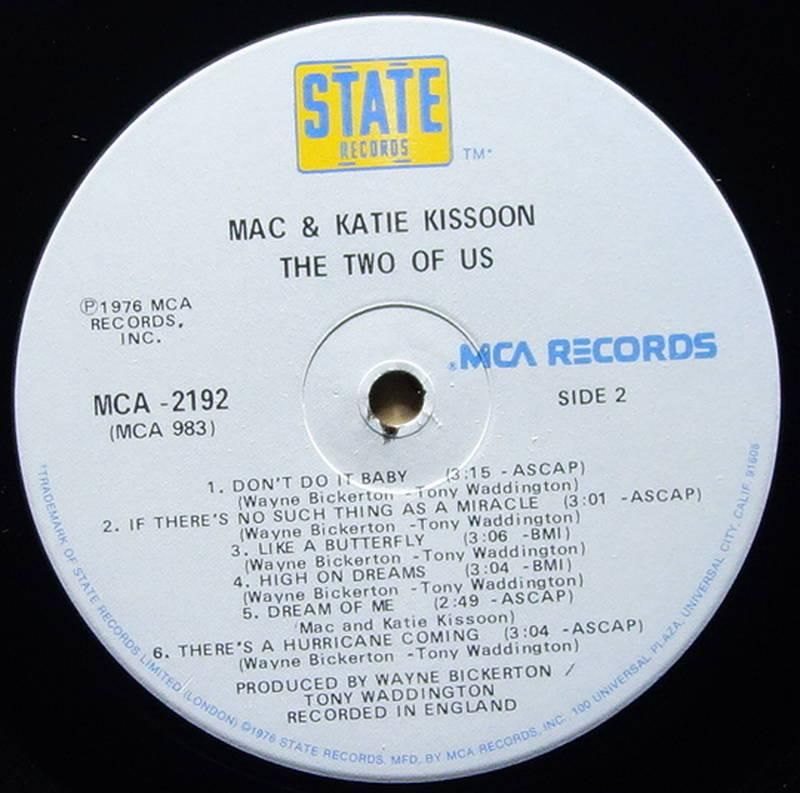 STATE
RECORDS
TM*
MAC & KATIE KISSOON
THE TWO OF US
Ⓟ1976 MCA
RECORDS,
INC.
®MCA RECORDS
MCA -2192
(MCA 983)
SIDE 2
1. DON'T DO IT BABY (3:15 -ASCAP)
(Wayne Bickerton -Tony Waddington)
2. IF THERE'S NO SUCH THING AS A MIRACLE (3:01 -ASCAP)
(Wayne Bickerton -Tony Waddington)
3. LIKE A BUTTERFLY (3:06 -BMI)
(Wayne Bickerton -Tony Waddington)
4. HIGH ON DREAMS (3:04 -BMI)
(Wayne Bickerton -Tony Waddington)
5. DREAM OF ME (2:49 -ASCAP)
(Mac and Katie Kissoon)
6. THERE'S A HURRICANE COMING (3:04 -ASCAP)
(Wayne Bickerton -Tony Waddington)
PRODUCED BY WAYNE BICKERTON /
TONY WADDINGTON
RECORDED IN ENGLAND
*TRADEMARK OF STATE RECORDS LIMITED (LONDON) ©1976 STATE RECORDS. MFD. BY MCA RECORDS, INC. 100 UNIVERSAL PLAZA, UNIVERSAL CITY, CALIF. 91608